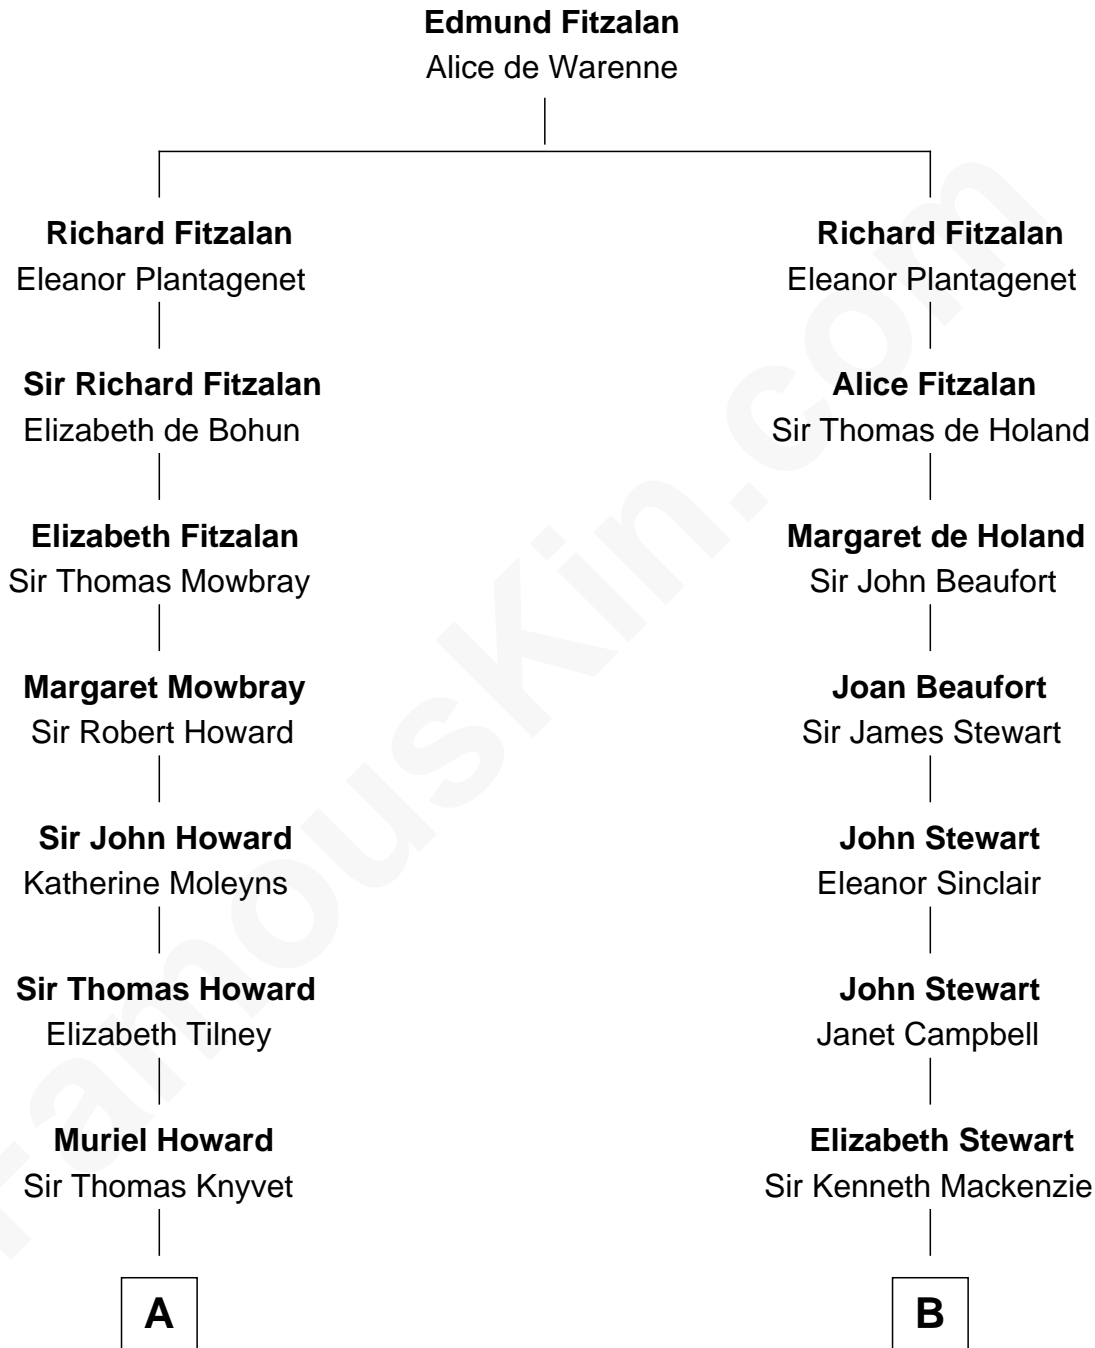 Edmund Fitzalan
Alice de Warenne
Richard Fitzalan
Eleanor Plantagenet
Richard Fitzalan
Eleanor Plantagenet
Sir Richard Fitzalan
Elizabeth de Bohun
Alice Fitzalan
Sir Thomas de Holand
Elizabeth Fitzalan
Sir Thomas Mowbray
Margaret de Holand
Sir John Beaufort
Margaret Mowbray
Sir Robert Howard
Joan Beaufort
Sir James Stewart
Sir John Howard
Katherine Moleyns
John Stewart
Eleanor Sinclair
Sir Thomas Howard
Elizabeth Tilney
John Stewart
Janet Campbell
Muriel Howard
Sir Thomas Knyvet
Elizabeth Stewart
Sir Kenneth Mackenzie
A
B
FamousKin.com